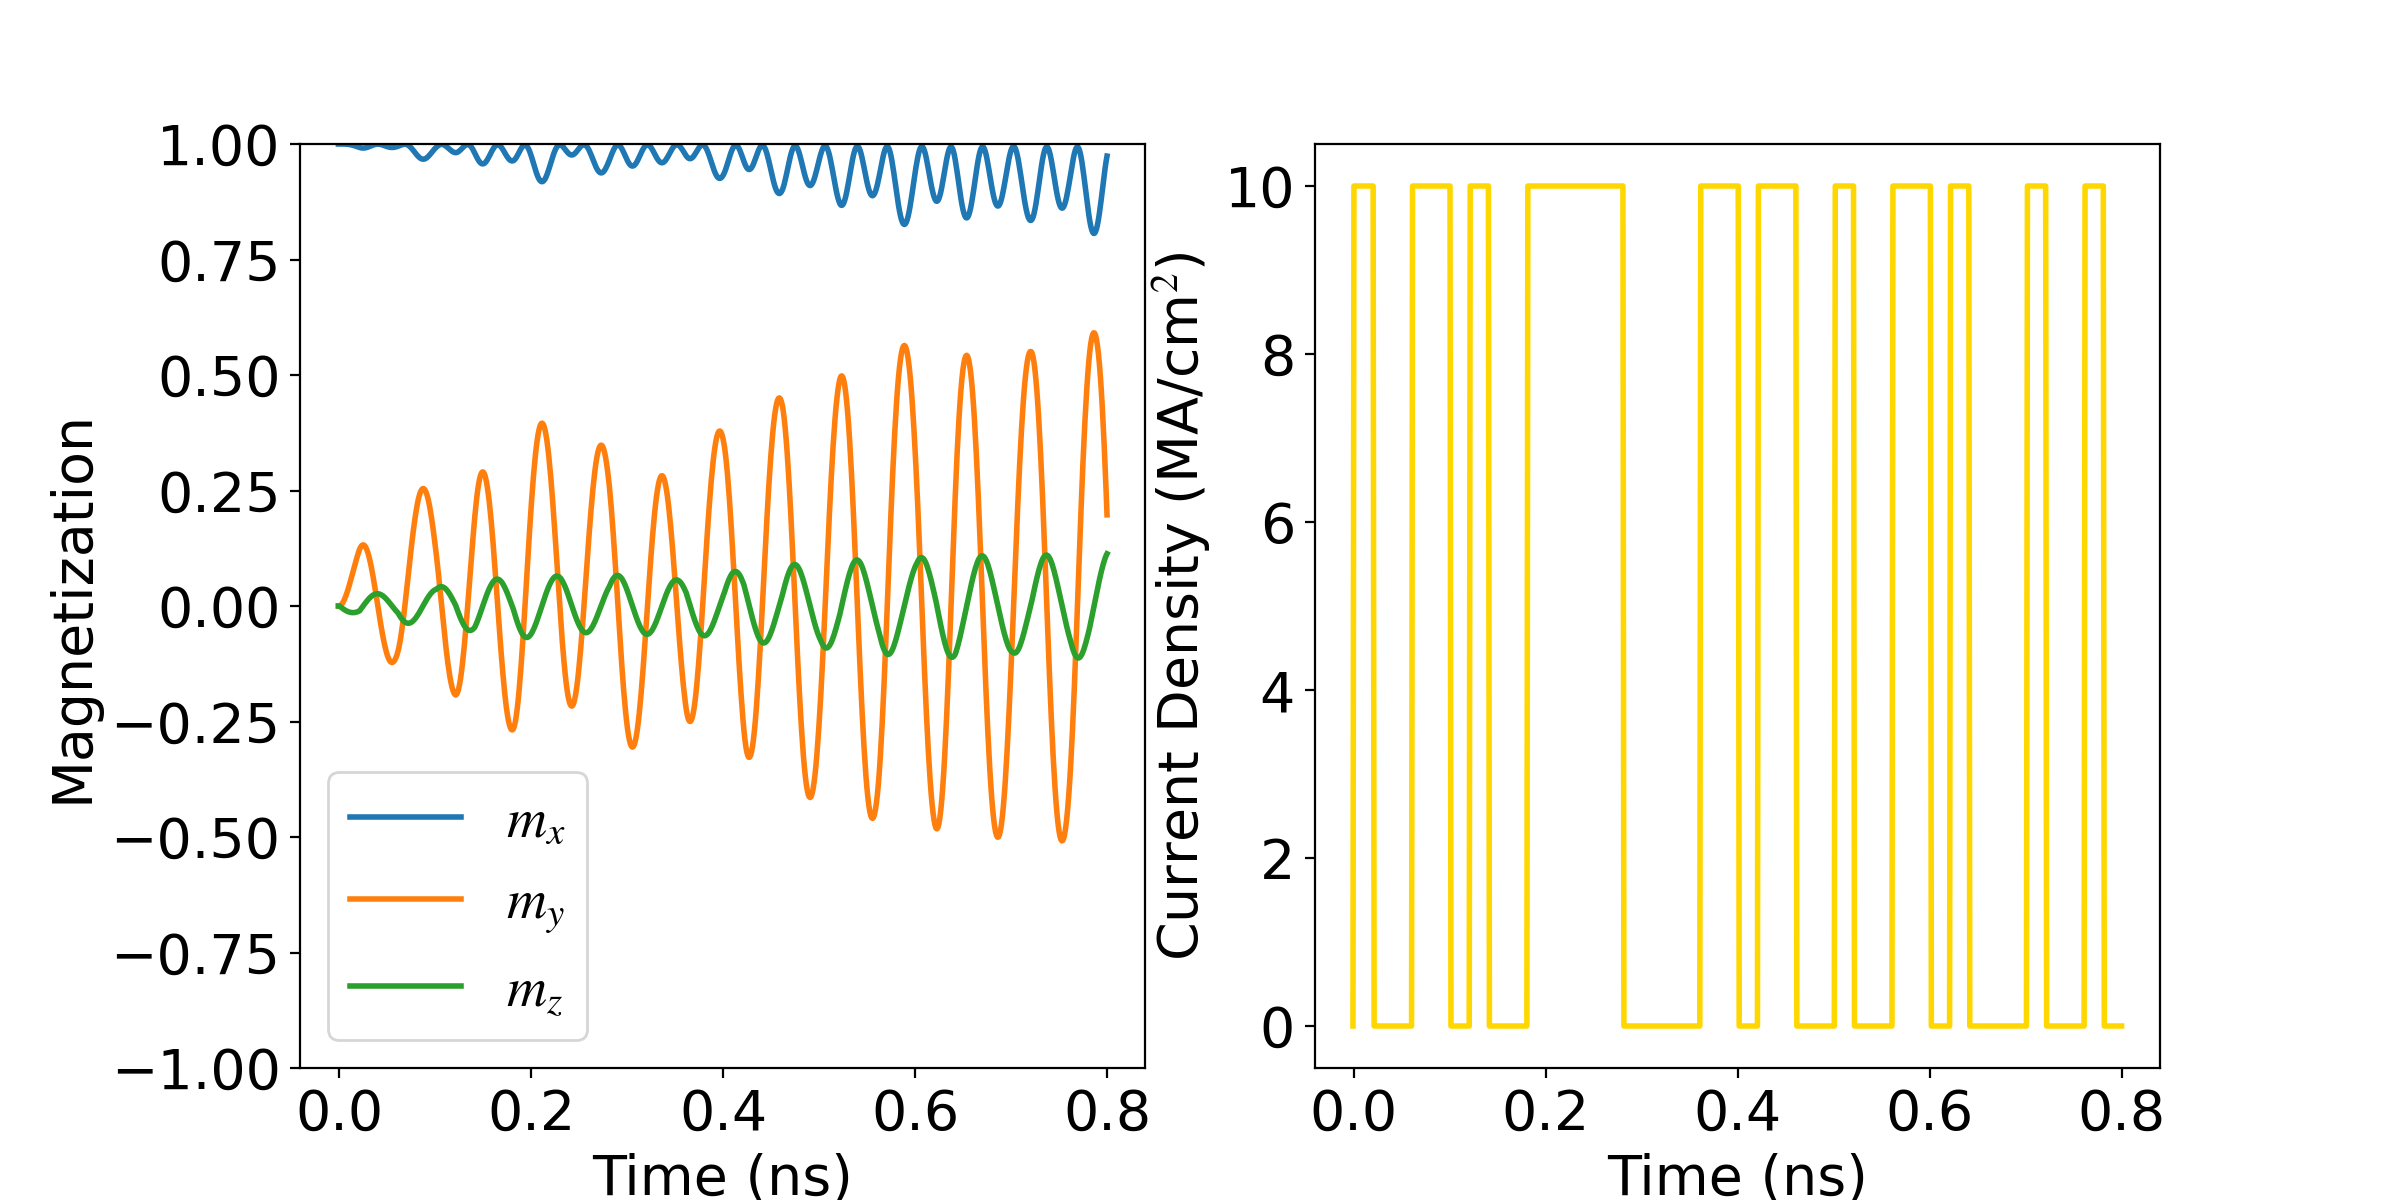 Magnetization
1.00
0.75
0.50
0.25
0.00
−0.25
−0.50
−0.75
−1.00
m_x
m_y
m_z
0.0 0.2 0.4 0.6 0.8
Time (ns)
Current Density (MA/cm²)
10
8
6
4
2
0
0.0 0.2 0.4 0.6 0.8
Time (ns)